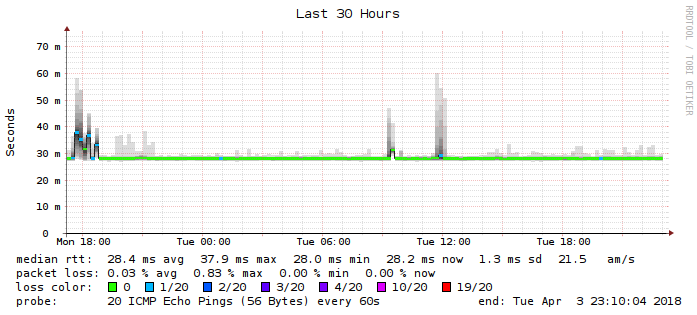 Last 30 Hours
RRDTOOL / TOBI OETIKER
Seconds
70 m
60 m
50 m
40 m
30 m
20 m
10 m
0
Mon 18:00 Tue 00:00 Tue 06:00 Tue 12:00 Tue 18:00
median rtt: 28.4 ms avg 37.9 ms max 28.0 ms min 28.2 ms now 1.3 ms sd 21.5 am/s
packet loss: 0.03 % avg 0.83 % max 0.00 % min 0.00 % now
loss color: 0 1/20 2/20 3/20 4/20 10/20 19/20
probe: 20 ICMP Echo Pings (56 Bytes) every 60s end: Tue Apr 3 23:10:04 2018